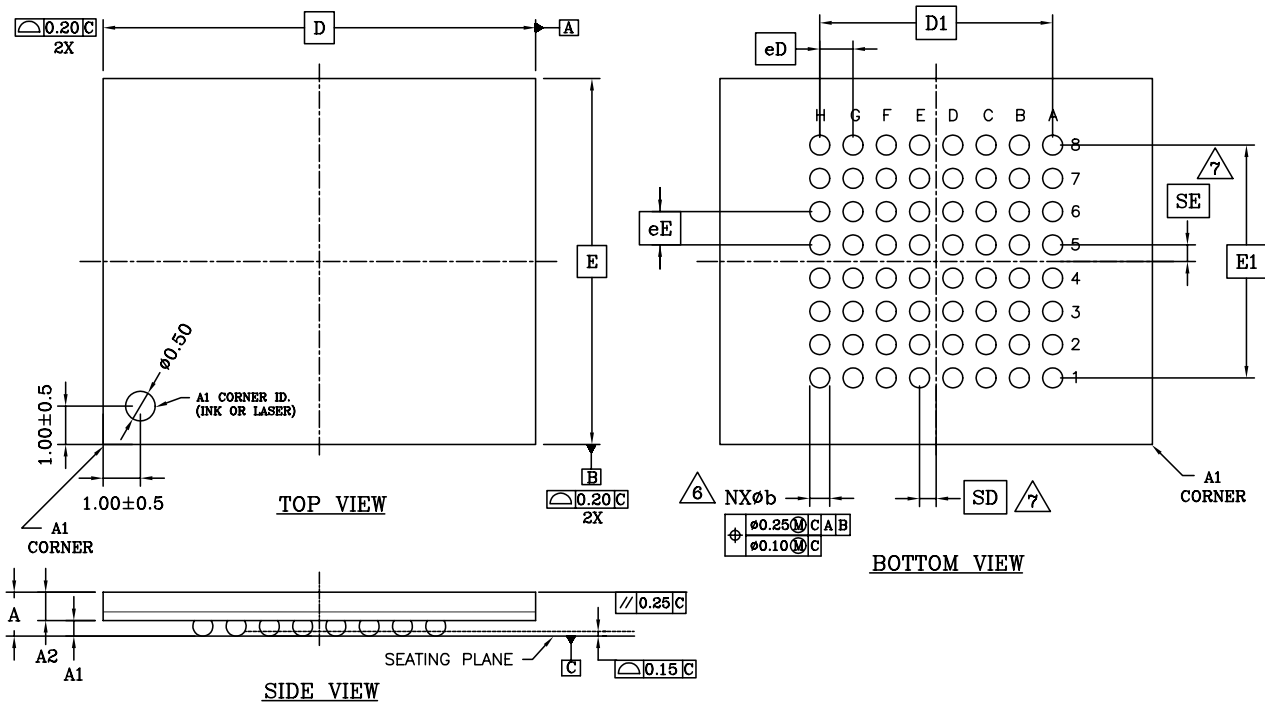 ⌓ 0.20 C
2X
D
A
E
ø0.50
A1 CORNER ID.
(INK OR LASER)
1.00±0.5
1.00±0.5
A1
CORNER
TOP VIEW
B
⌓ 0.20 C
2X
D1
eD
H G F E D C B A
8
7
6
5
4
3
2
1
7
SE
eE
E1
6 NXøb
⌖ ø0.25Ⓜ C A B
ø0.10Ⓜ C
SD 7
A1
CORNER
BOTTOM VIEW
A
A2
A1
// 0.25 C
SEATING PLANE
C
⌓ 0.15 C
SIDE VIEW